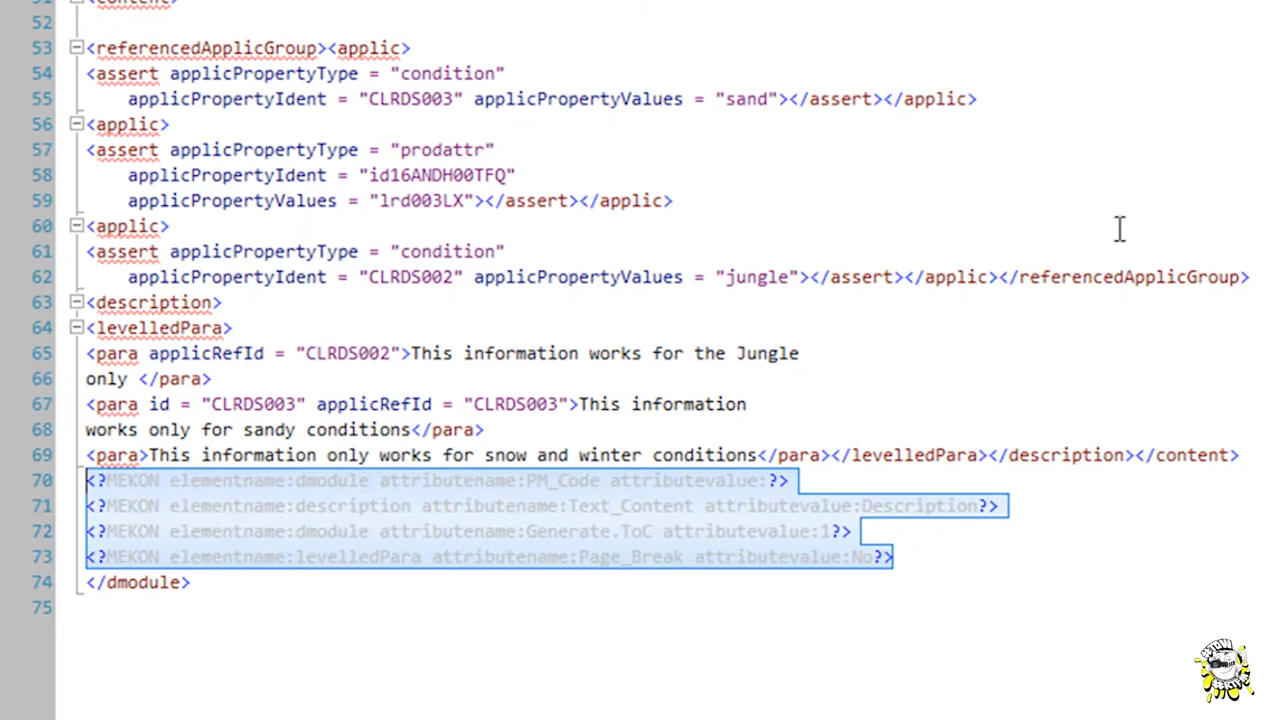 51 <content>
52
53 <referencedApplicGroup><applic>
54 <assert applicPropertyType = "condition"
55 applicPropertyIdent = "CLRDS003" applicPropertyValues = "sand"></assert></applic>
56 <applic>
57 <assert applicPropertyType = "prodattr"
58 applicPropertyIdent = "id16ANDH00TFQ"
59 applicPropertyValues = "lrd003LX"></assert></applic>
60 <applic>
61 <assert applicPropertyType = "condition"
62 applicPropertyIdent = "CLRDS002" applicPropertyValues = "jungle"></assert></applic></referencedApplicGroup>
63 <description>
64 <levelledPara>
65 <para applicRefId = "CLRDS002">This information works for the Jungle
66 only </para>
67 <para id = "CLRDS003" applicRefId = "CLRDS003">This information
68 works only for sandy conditions</para>
69 <para>This information only works for snow and winter conditions</para></levelledPara></description></content>
70 <?MEKON elementname:dmodule attributename:PM_Code attributevalue:?>
71 <?MEKON elementname:description attributename:Text_Content attributevalue:Description?>
72 <?MEKON elementname:dmodule attributename:Generate.ToC attributevalue:1?>
73 <?MEKON elementname:levelledPara attributename:Page_Break attributevalue:No?>
74 </dmodule>
75